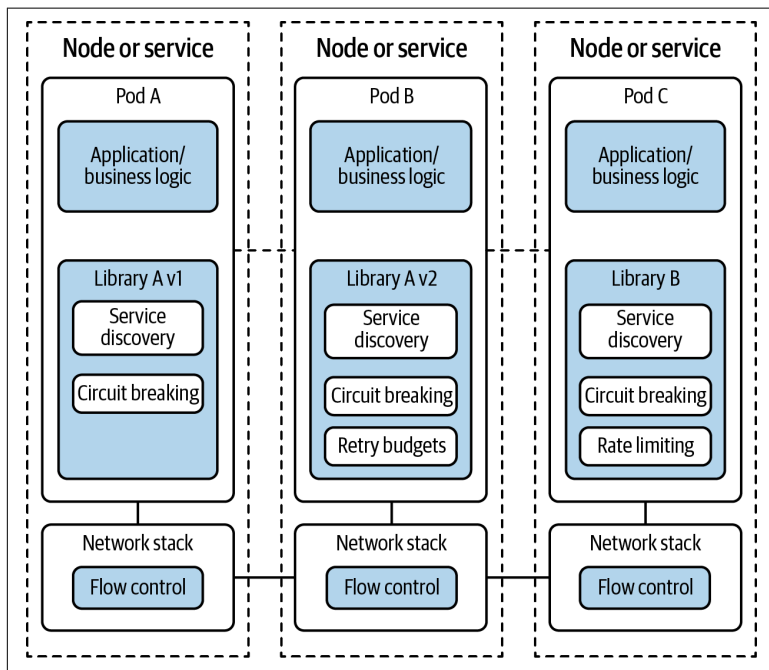 Node or service
Pod A
Application/
business logic
Library A v1
Service
discovery
Circuit breaking
Network stack
Flow control
Node or service
Pod B
Application/
business logic
Library A v2
Service
discovery
Circuit breaking
Retry budgets
Network stack
Flow control
Node or service
Pod C
Application/
business logic
Library B
Service
discovery
Circuit breaking
Rate limiting
Network stack
Flow control